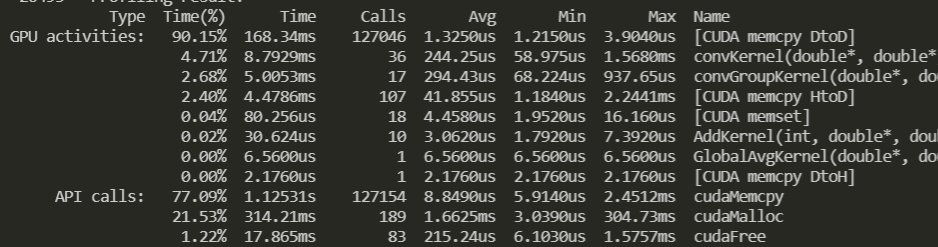 Type Time(%) Time Calls Avg Min Max Name
GPU activities: 90.15% 168.34ms 127046 1.3250us 1.2150us 3.9040us [CUDA memcpy DtoD]
4.71% 8.7929ms 36 244.25us 58.975us 1.5680ms convKernel(double*, double*
2.68% 5.0053ms 17 294.43us 68.224us 937.65us convGroupKernel(double*, do
2.40% 4.4786ms 107 41.855us 1.1840us 2.2441ms [CUDA memcpy HtoD]
0.04% 80.256us 18 4.4580us 1.9520us 16.160us [CUDA memset]
0.02% 30.624us 10 3.0620us 1.7920us 7.3920us AddKernel(int, double*, dou
0.00% 6.5600us 1 6.5600us 6.5600us 6.5600us GlobalAvgKernel(double*, do
0.00% 2.1760us 1 2.1760us 2.1760us 2.1760us [CUDA memcpy DtoH]
API calls: 77.09% 1.12531s 127154 8.8490us 5.9140us 2.4512ms cudaMemcpy
21.53% 314.21ms 189 1.6625ms 3.0390us 304.73ms cudaMalloc
1.22% 17.865ms 83 215.24us 6.1030us 1.5757ms cudaFree